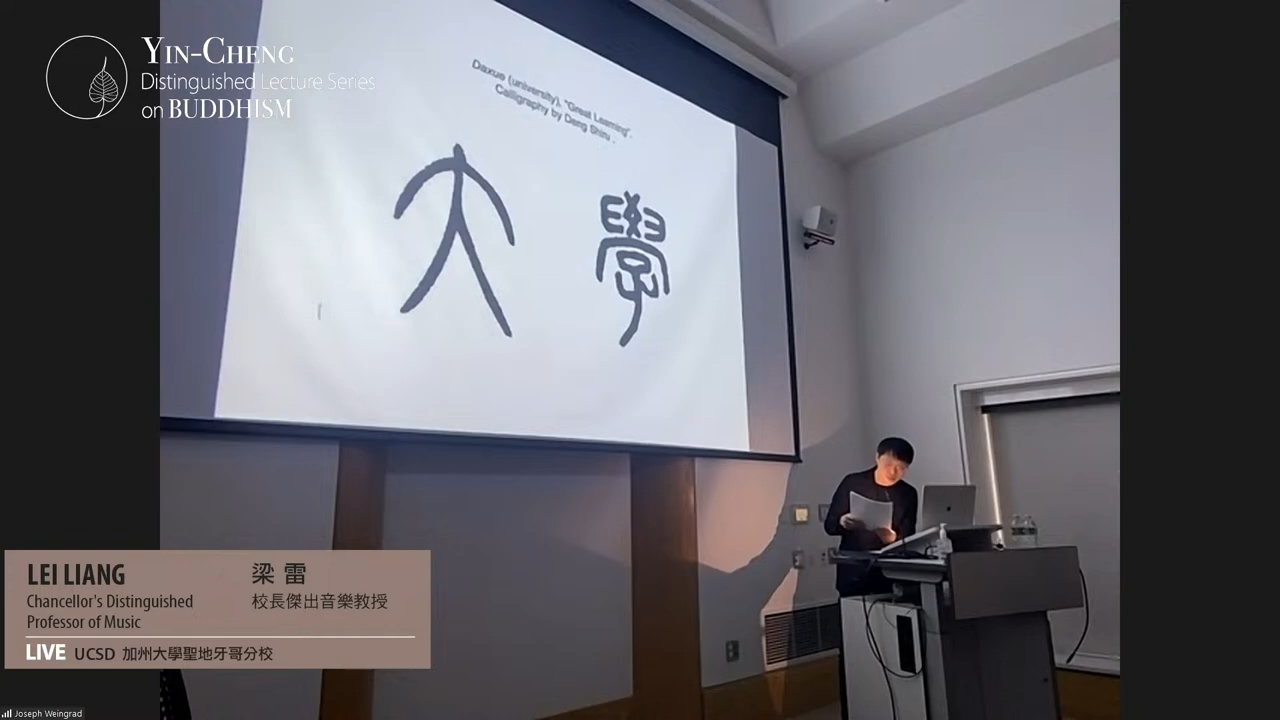 YIN-CHENG
Distinguished Lecture Series
on BUDDHISM
Daxue (university), "Great Learning".
Calligraphy by Deng Shiru .
大 學
LEI LIANG
梁 雷
Chancellor's Distinguished
Professor of Music
校長傑出音樂教授
LIVE UCSD 加州大學聖地牙哥分校
Joseph Weingrad